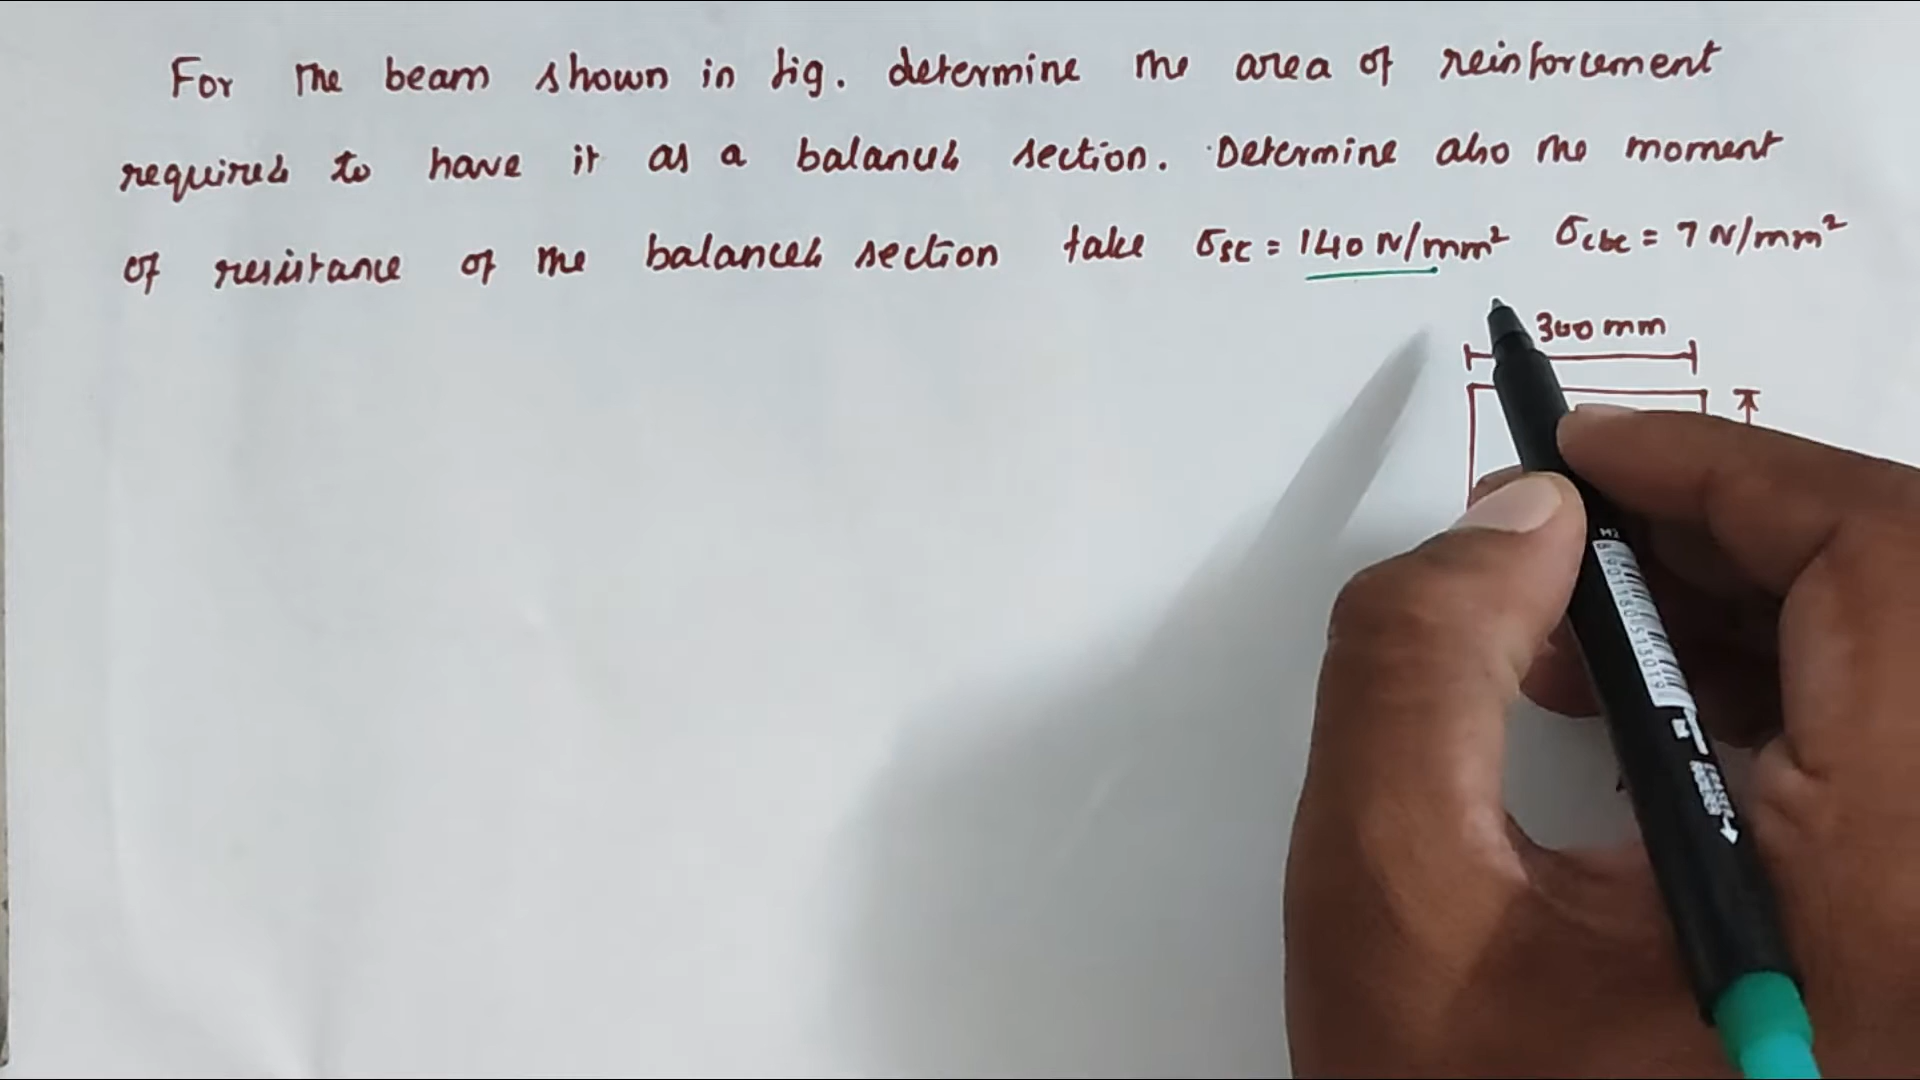 For the beam shown in fig. determine the area of reinforcement
required to have it as a balanced section. Determine also the moment
of resistance of the balanced section take σsc = 140 N/mm² σcbc = 7 N/mm²
300 mm